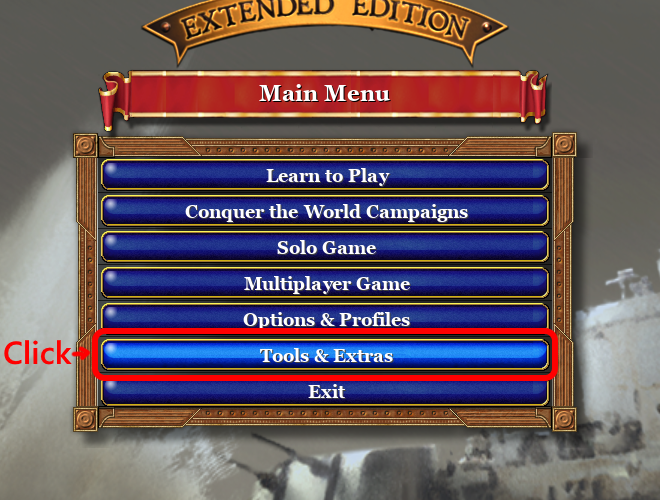 EXTENDED EDITION
Main Menu
Learn to Play
Conquer the World Campaigns
Solo Game
Multiplayer Game
Options & Profiles
Click→ Tools & Extras
Exit